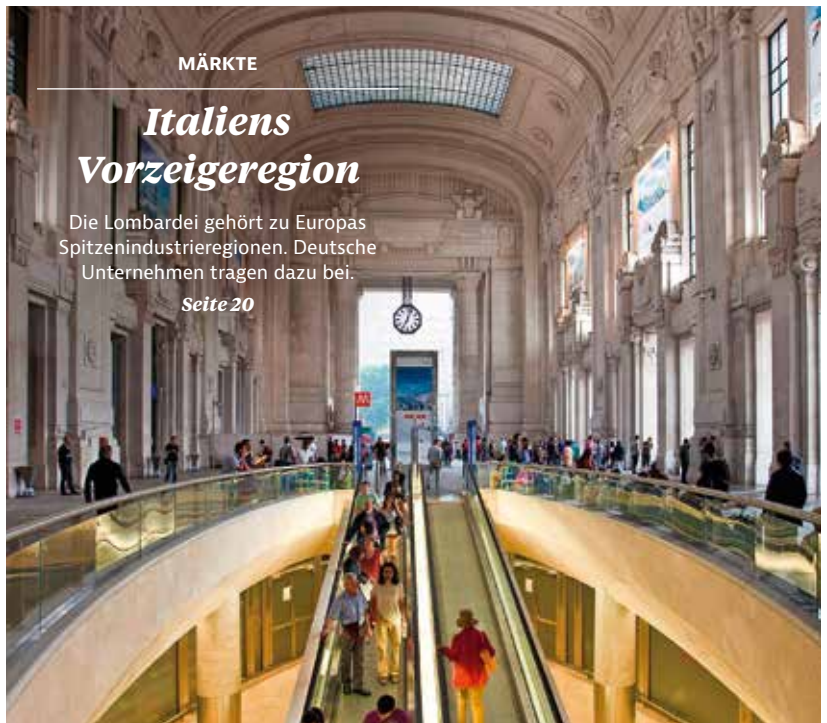 MÄRKTE
Italiens
Vorzeigeregion
Die Lombardei gehört zu Europas
Spitzenindustrieregionen. Deutsche
Unternehmen tragen dazu bei.
Seite 20
M